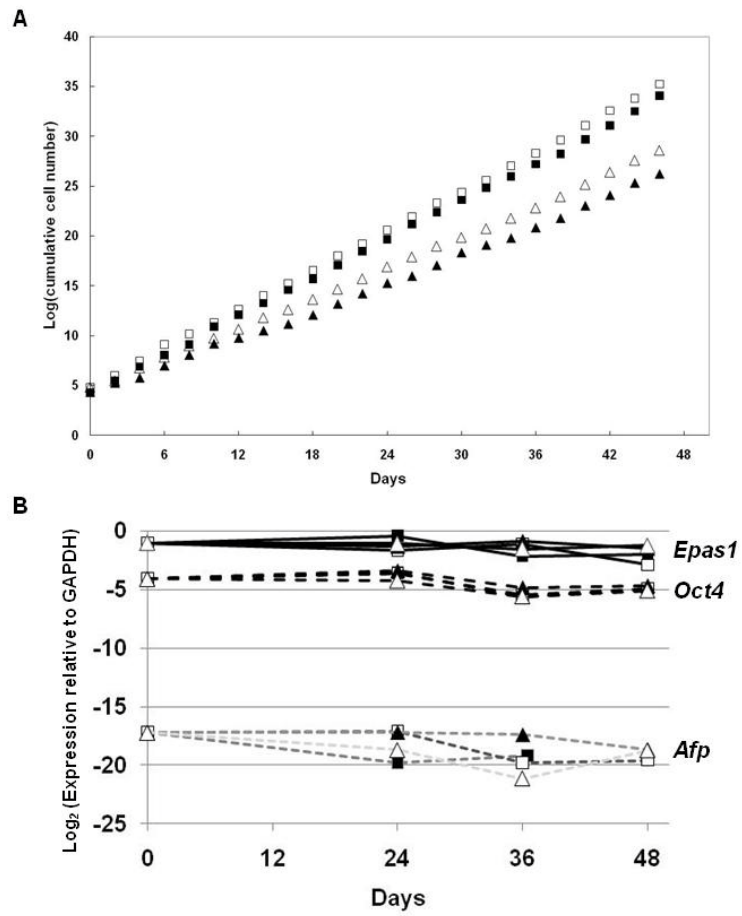 A
40
35
30
25
20
15
10
5
0
Log(cumulative cell number)
0 6 12 18 24 30 36 42 48
Days
B
0
-5
-10
-15
-20
-25
Log2 (Expression relative to GAPDH)
Epas1
Oct4
Afp
0 12 24 36 48
Days